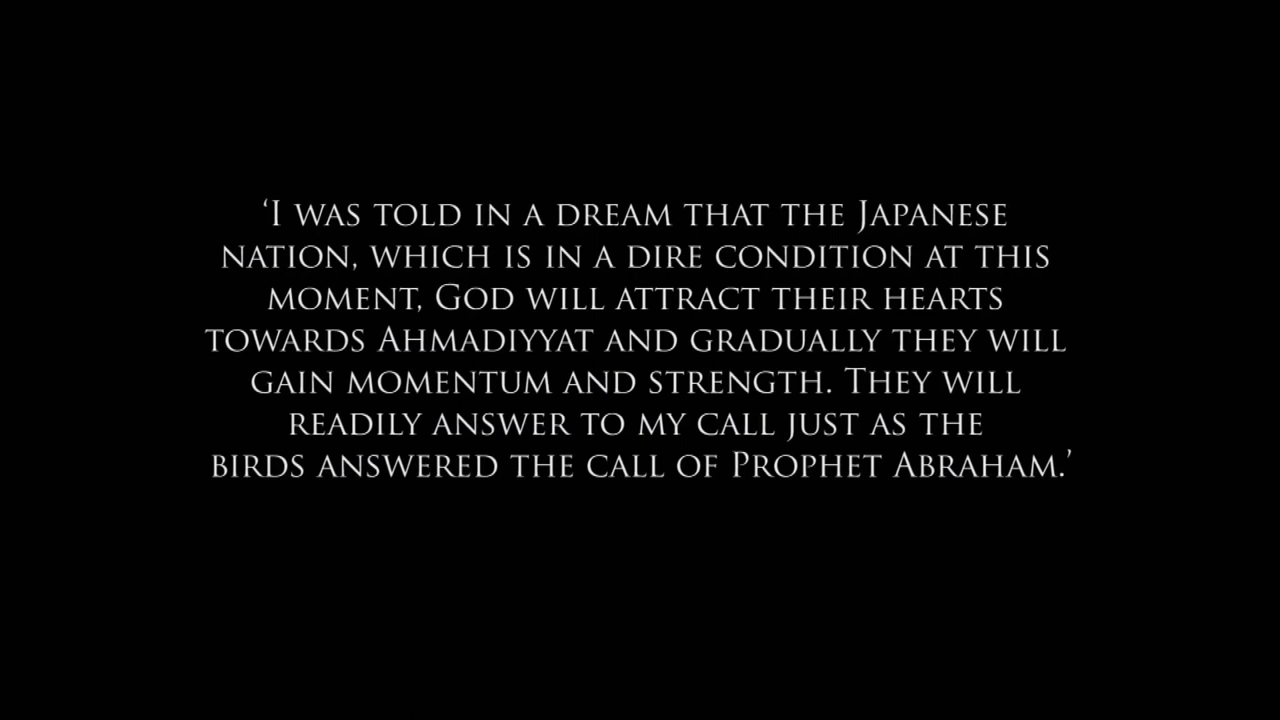 ‘I was told in a dream that the Japanese
nation, which is in a dire condition at this
moment, God will attract their hearts
towards Ahmadiyyat and gradually they will
gain momentum and strength. They will
readily answer to my call just as the
birds answered the call of Prophet Abraham.’